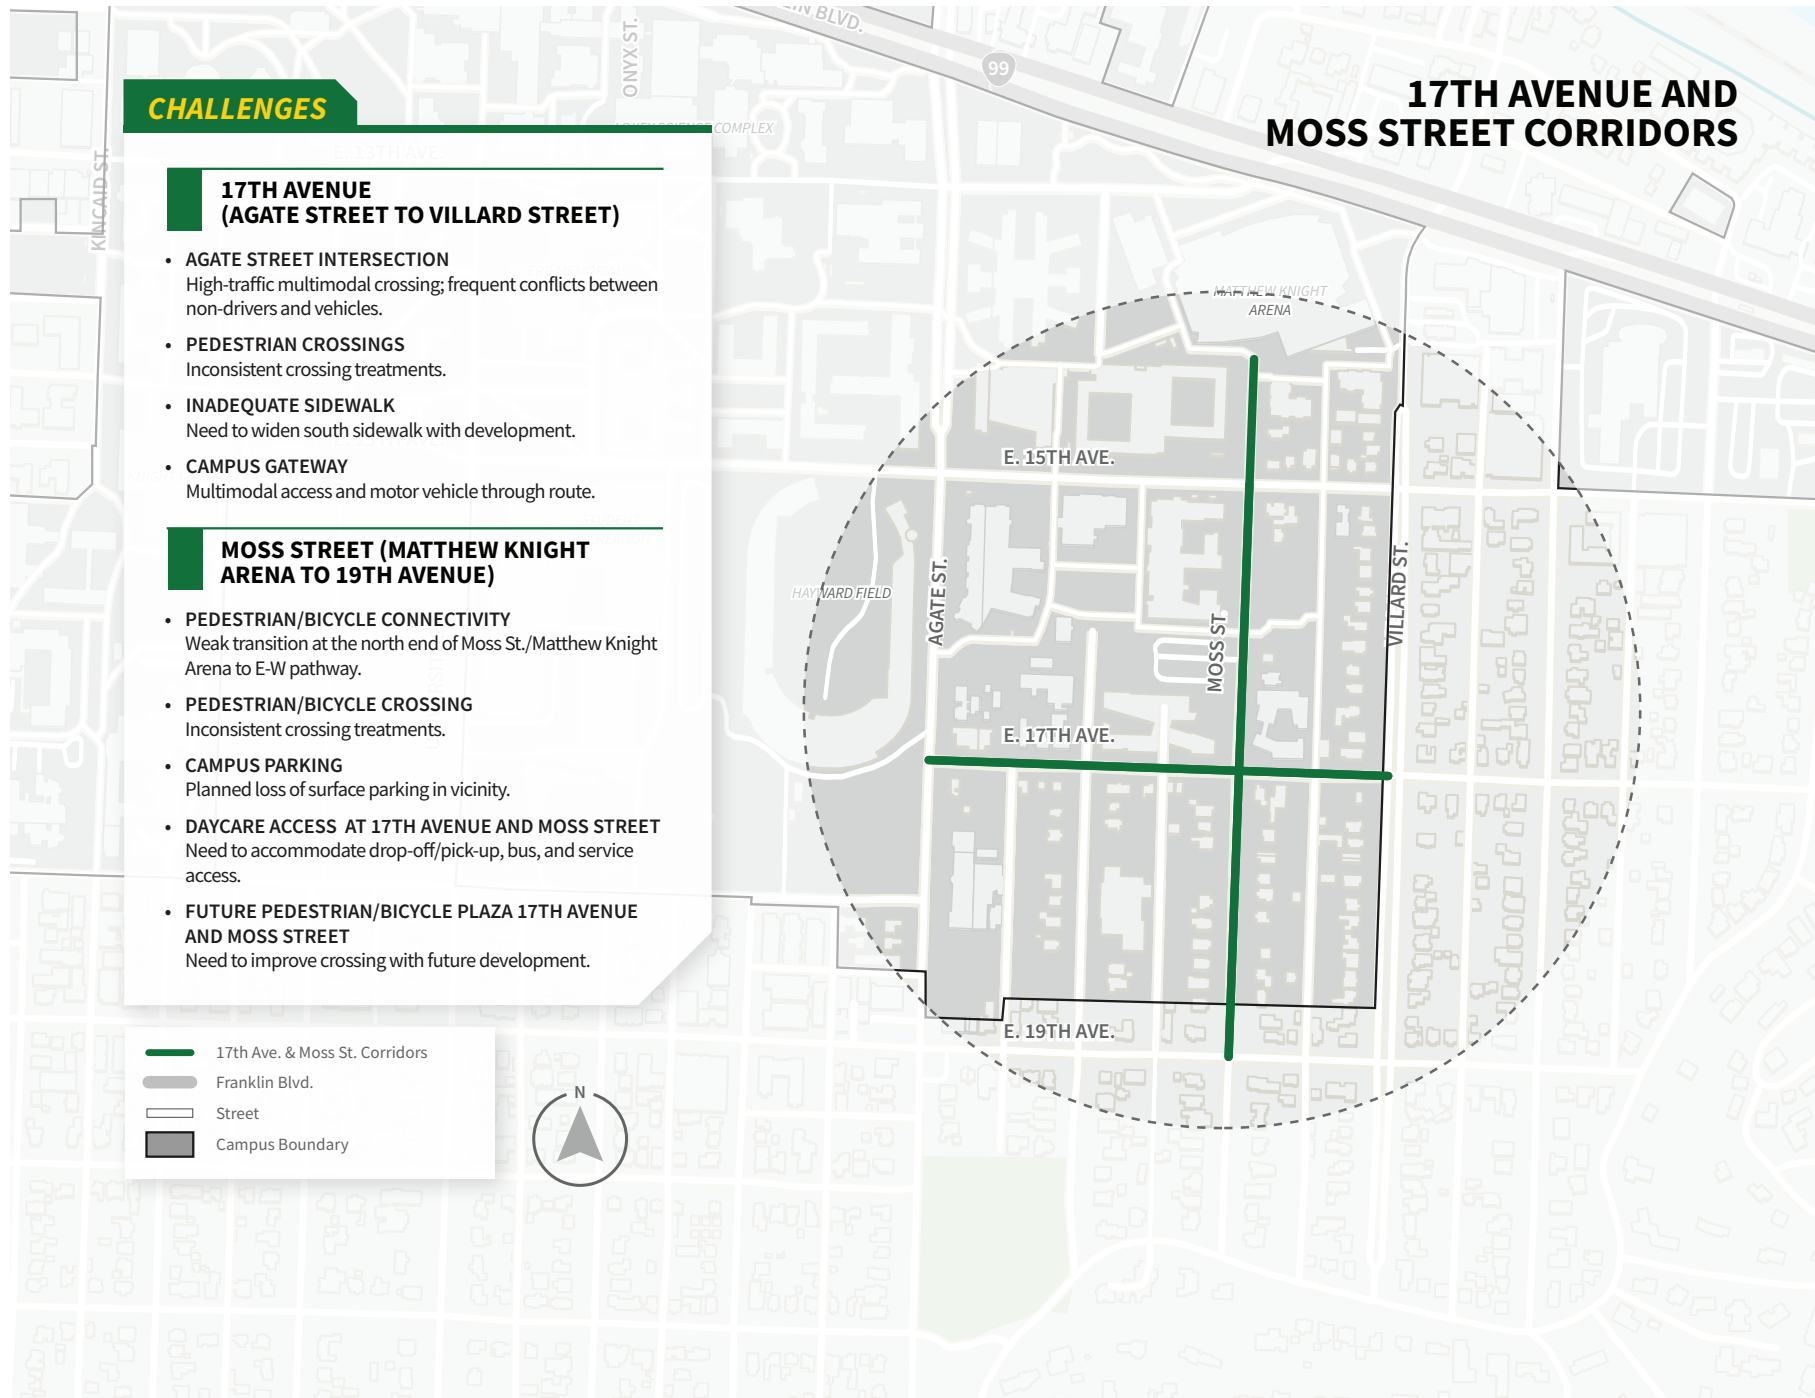 LIN BLVD.
ONYX ST.
99
17TH AVENUE AND
MOSS STREET CORRIDORS
CHALLENGES
COMPLEX
E. 13TH AVE.
KINCAID ST.
17TH AVENUE
(AGATE STREET TO VILLARD STREET)
• AGATE STREET INTERSECTION
High-traffic multimodal crossing; frequent conflicts between
non-drivers and vehicles.
• PEDESTRIAN CROSSINGS
Inconsistent crossing treatments.
• INADEQUATE SIDEWALK
Need to widen south sidewalk with development.
• CAMPUS GATEWAY
Multimodal access and motor vehicle through route.
MOSS STREET (MATTHEW KNIGHT
ARENA TO 19TH AVENUE)
• PEDESTRIAN/BICYCLE CONNECTIVITY
Weak transition at the north end of Moss St./Matthew Knight
Arena to E-W pathway.
• PEDESTRIAN/BICYCLE CROSSING
Inconsistent crossing treatments.
• CAMPUS PARKING
Planned loss of surface parking in vicinity.
• DAYCARE ACCESS AT 17TH AVENUE AND MOSS STREET
Need to accommodate drop-off/pick-up, bus, and service
access.
• FUTURE PEDESTRIAN/BICYCLE PLAZA 17TH AVENUE
AND MOSS STREET
Need to improve crossing with future development.
MATTHEW KNIGHT
ARENA
E. 15TH AVE.
HAYWARD FIELD
AGATE ST.
MOSS ST.
VILLARD ST.
E. 17TH AVE.
E. 19TH AVE.
17th Ave. & Moss St. Corridors
Franklin Blvd.
Street
Campus Boundary
N